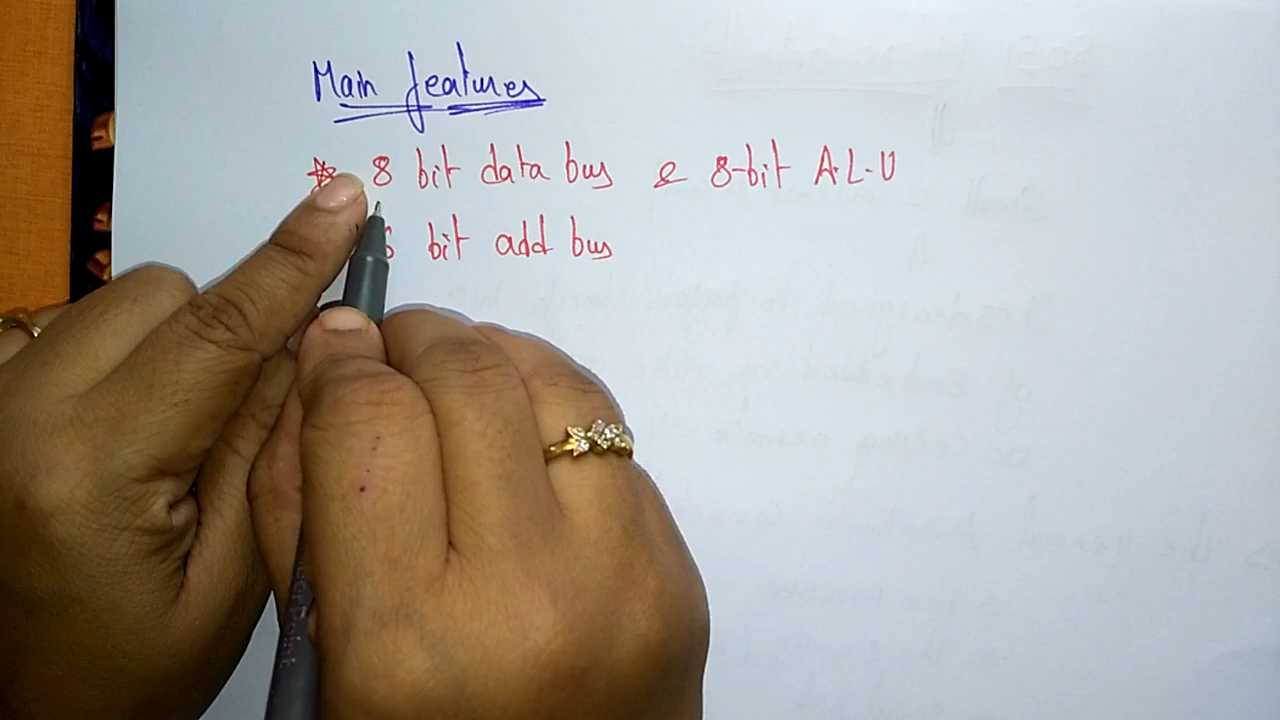 Main features
* 8 bit data bus & 8-bit A.L.U
bit add bus